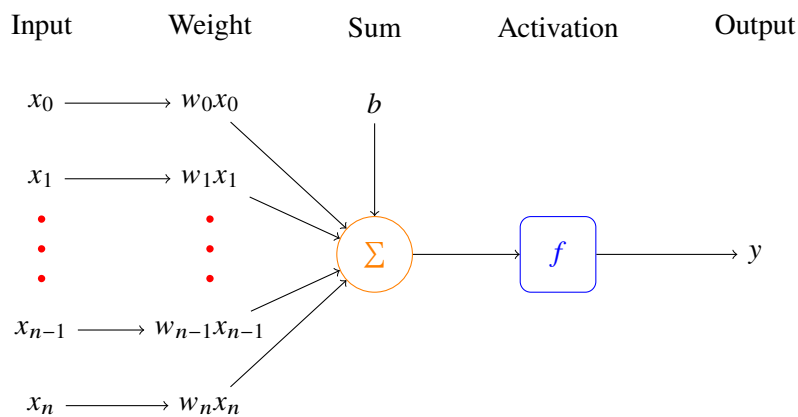 Input Weight Sum Activation Output
x₀ w₀x₀ b
x₁ w₁x₁
Σ f y
xₙ₋₁ wₙ₋₁xₙ₋₁
xₙ wₙxₙ